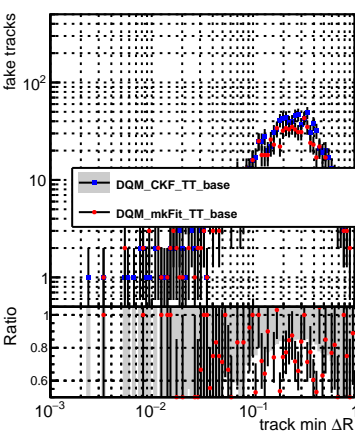 fake tracks
10²
10
1
DQM_CKF_TT_base
DQM_mkFit_TT_base
Ratio
1
0.8
0.6
10⁻³ 10⁻² 10⁻¹ 1
track min ΔR